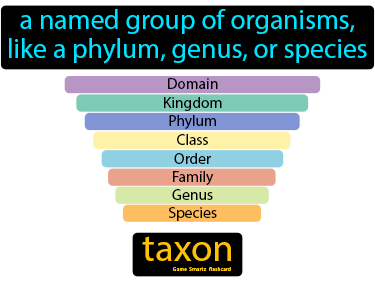 a named group of organisms,
like a phylum, genus, or species
Domain
Kingdom
Phylum
Class
Order
Family
Genus
Species
taxon
Game Smartz flashcard